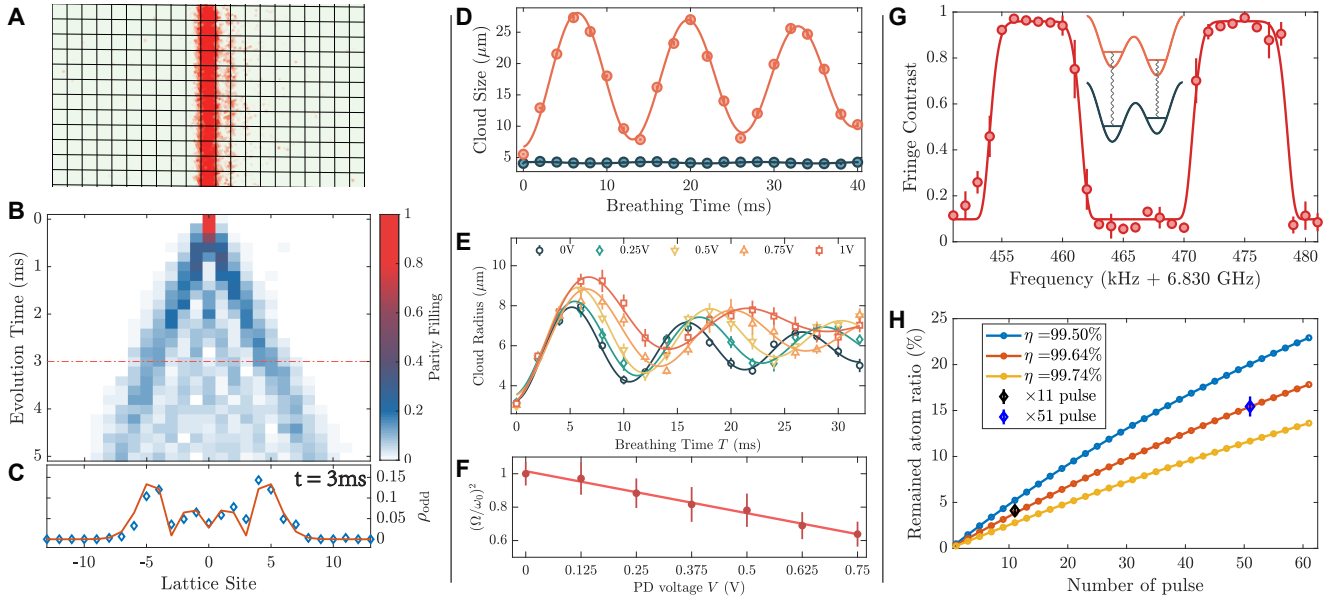 A
B
Evolution Time (ms)
0
1
2
3
4
5
Parity Filling
1
0.8
0.6
0.4
0.2
0
C
t = 3ms
ρodd
0.15
0.1
0.05
0
-10
-5
0
5
10
Lattice Site
D
Cloud Size (μm)
25
20
15
10
5
0
10
20
30
40
Breathing Time (ms)
E
0V
0.25V
0.5V
0.75V
1V
Cloud Radius (μm)
10
8
6
4
0
5
10
15
20
25
30
Breathing Time T (ms)
F
(Ω/ω0)²
1
0.8
0.6
0
0.125
0.25
0.375
0.5
0.625
0.75
PD voltage V (V)
G
Fringe Contrast
1
0.8
0.6
0.4
0.2
0
455
460
465
470
475
480
Frequency (kHz + 6.830 GHz)
H
η =99.50%
η =99.64%
η =99.74%
×11 pulse
×51 pulse
Remained atom ratio (%)
25
20
15
10
5
0
0
10
20
30
40
50
60
Number of pulse